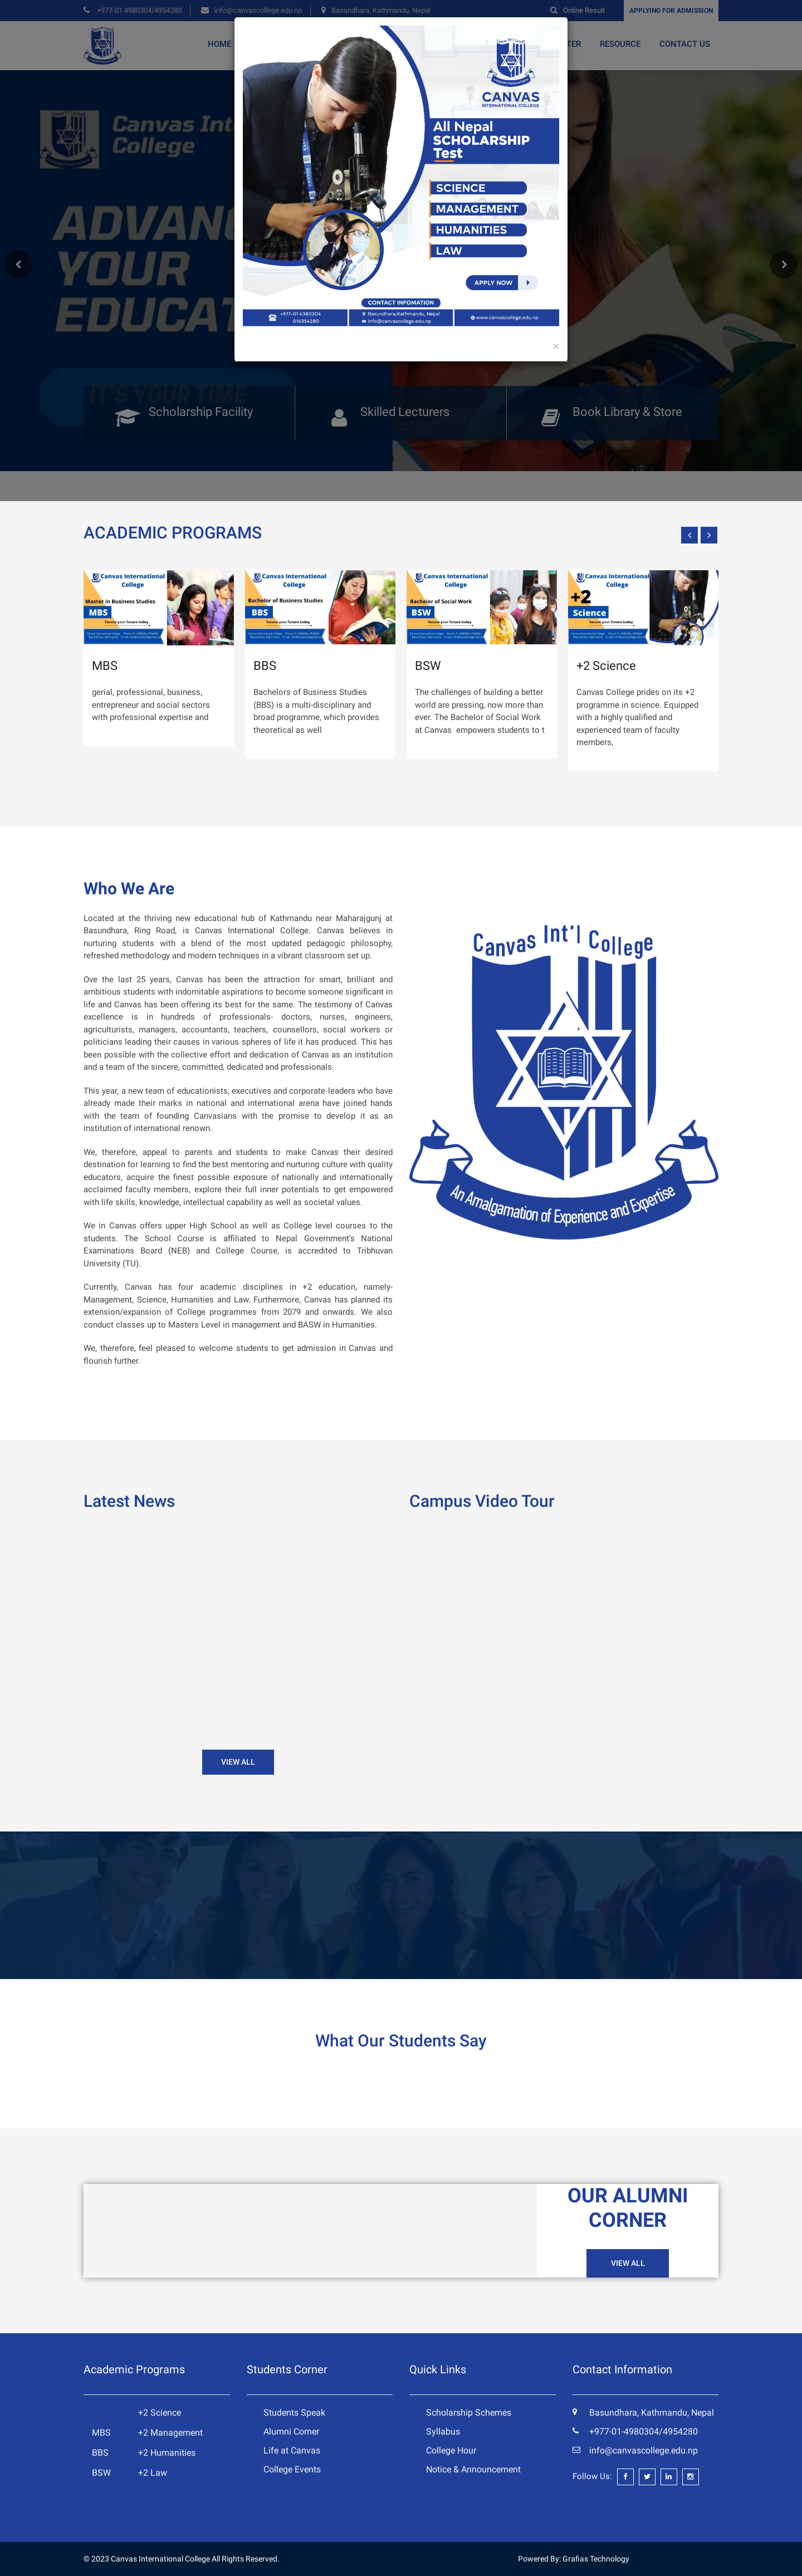 +977-01 4980304/4954280 info@canvascollege.edu.np Basundhara, Kathmandu, Nepal Online Result APPLYING FOR ADMISSION
HOME TER RESOURCE CONTACT US
CANVAS
INTERNATIONAL COLLEGE
All Nepal
SCHOLARSHIP
Test
SCIENCE
MANAGEMENT
HUMANITIES
LAW
APPLY NOW
CONTACT INFOMATION
+977-01-4380304
014354280
Basundhara,Kathmandu, Nepal
info@canvascollege.edu.np
www.canvascollege.edu.np
×
Canvas Inte
College
ADVANC
YOUR
EDUCAT
IT'S YOUR TIME
Scholarship Facility
Skilled Lecturers
Book Library & Store
ACADEMIC PROGRAMS
Canvas International
College
Master in Business Studies
MBS
Secure your future today
Canvas International
College
Bachelor of Business Studies
BBS
Secure your future today
Canvas International
College
Bachelor of Social Work
BSW
Secure your future today
Canvas International
College
+2
Science
Secure your future today
MBS
gerial, professional, business,
entrepreneur and social sectors
with professional expertise and
BBS
Bachelors of Business Studies
(BBS) is a multi-disciplinary and
broad programme, which provides
theoretical as well
BSW
The challenges of building a better
world are pressing, now more than
ever. The Bachelor of Social Work
at Canvas empowers students to t
+2 Science
Canvas College prides on its +2
programme in science. Equipped
with a highly qualified and
experienced team of faculty
members,
Who We Are
Located at the thriving new educational hub of Kathmandu near Maharajgunj at
Basundhara, Ring Road, is Canvas International College. Canvas believes in
nurturing students with a blend of the most updated pedagogic philosophy,
refreshed methodology and modern techniques in a vibrant classroom set up.
Ove the last 25 years, Canvas has been the attraction for smart, brilliant and
ambitious students with indomitable aspirations to become someone significant in
life and Canvas has been offering its best for the same. The testimony of Canvas
excellence is in hundreds of professionals- doctors, nurses, engineers,
agriculturists, managers, accountants, teachers, counsellors, social workers or
politicians leading their causes in various spheres of life it has produced. This has
been possible with the collective effort and dedication of Canvas as an institution
and a team of the sincere, committed, dedicated and professionals.
This year, a new team of educationists, executives and corporate leaders who have
already made their marks in national and international arena have joined hands
with the team of founding Canvasians with the promise to develop it as an
institution of international renown.
We, therefore, appeal to parents and students to make Canvas their desired
destination for learning to find the best mentoring and nurturing culture with quality
educators, acquire the finest possible exposure of nationally and internationally
acclaimed faculty members, explore their full inner potentials to get empowered
with life skills, knowledge, intellectual capability as well as societal values.
We in Canvas offers upper High School as well as College level courses to the
students. The School Course is affiliated to Nepal Government's National
Examinations Board (NEB) and College Course, is accredited to Tribhuvan
University (TU).
Currently, Canvas has four academic disciplines in +2 education, namely-
Management, Science, Humanities and Law. Furthermore, Canvas has planned its
extension/expansion of College programmes from 2079 and onwards. We also
conduct classes up to Masters Level in management and BASW in Humanities.
We, therefore, feel pleased to welcome students to get admission in Canvas and
flourish further.
Canvas Int'l College
An Amalgamation of Experience and Expertise
Latest News
VIEW ALL
Campus Video Tour
What Our Students Say
OUR ALUMNI
CORNER
VIEW ALL
Academic Programs
MBS
BBS
BSW
+2 Science
+2 Management
+2 Humanities
+2 Law
Students Corner
Students Speak
Alumni Corner
Life at Canvas
College Events
Quick Links
Scholarship Schemes
Syllabus
College Hour
Notice & Announcement
Contact Information
Basundhara, Kathmandu, Nepal
+977-01-4980304/4954280
info@canvascollege.edu.np
Follow Us:
© 2023 Canvas International College All Rights Reserved. Powered By: Grafias Technology